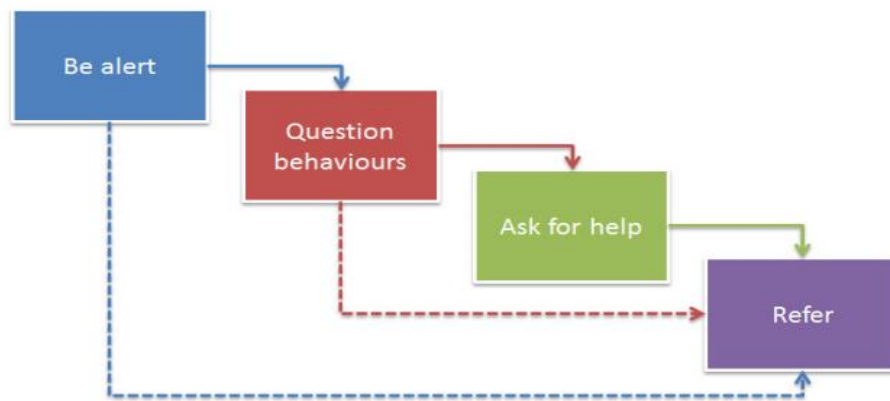 Be alert
Question
behaviours
Ask for help
Refer